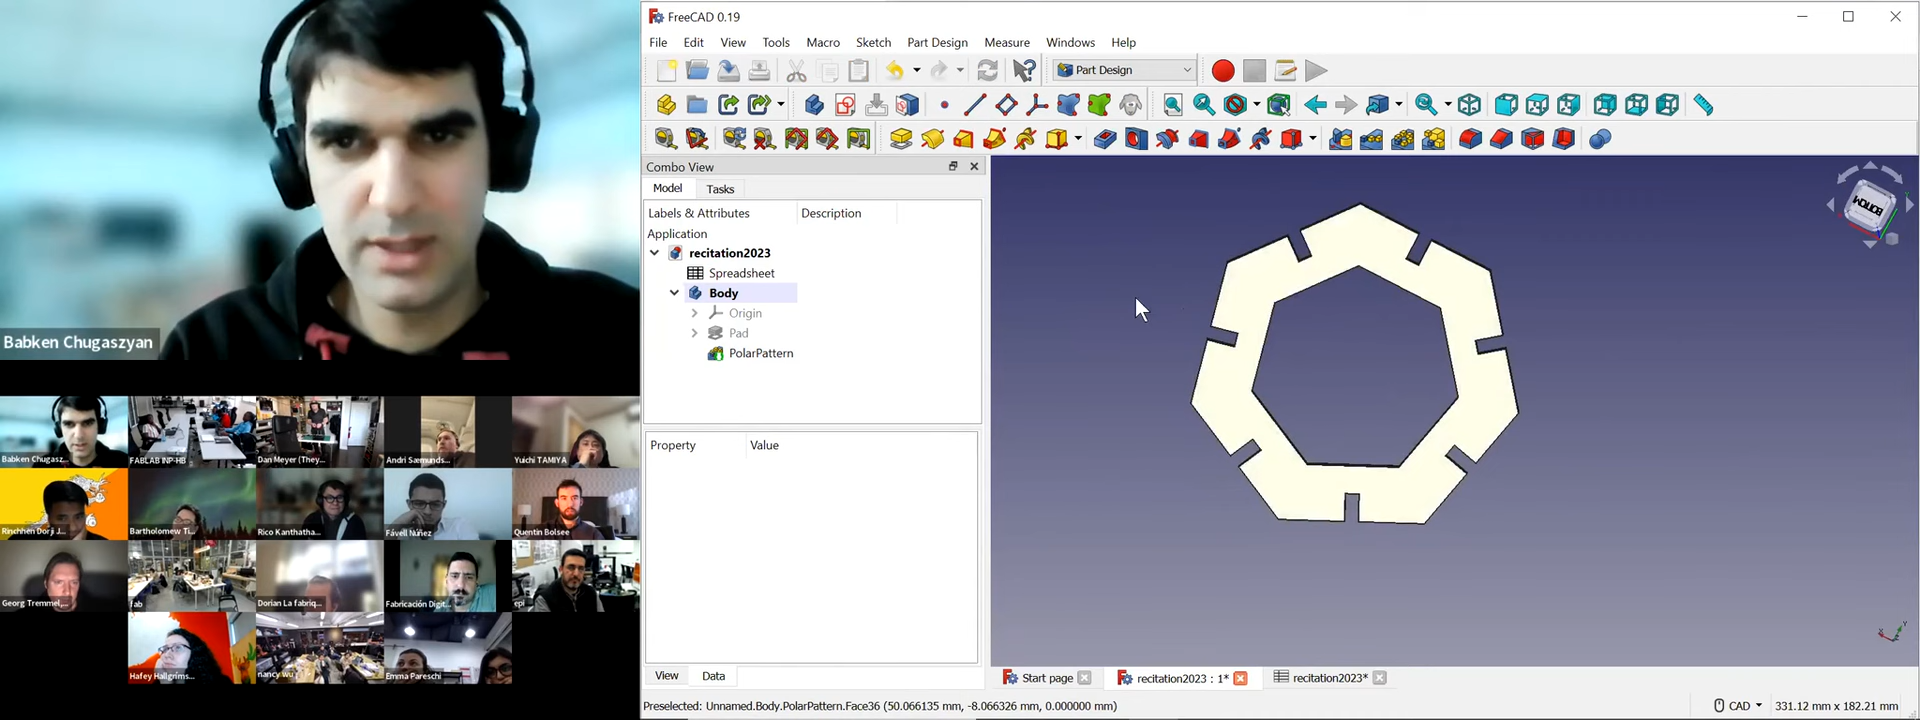 Babken Chugaszyan
Babken Chugasz...
FABLAB INP-HB
Dan Meyer (They...
Andri Sæmunds...
Yuichi TAMIYA
Rinchhen Dorji J...
Bartholomew Ti...
Rico Kanthatha...
Fávell Núñez
Quentin Bolsee
Georg Tremmel,...
fab
Dorian La fabriq...
Fabricación Digit...
epi
Hafey Hallgríms...
nancy wu
Emma Pareschi
FreeCAD 0.19
File Edit View Tools Macro Sketch Part Design Measure Windows Help
Part Design
Combo View
Model Tasks
Labels & Attributes Description
Application
recitation2023
Spreadsheet
Body
Origin
Pad
PolarPattern
Property Value
View Data
BOTTOM
Start page
recitation2023 : 1*
recitation2023*
Preselected: Unnamed.Body.PolarPattern.Face36 (50.066135 mm, -8.066326 mm, 0.000000 mm)
CAD
331.12 mm x 182.21 mm